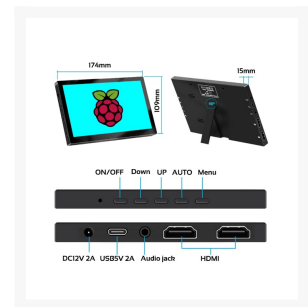 174mm
15mm
109mm
ON/OFF Down UP AUTO Menu
DC12V 2A USB5V 2A Audio jack HDMI